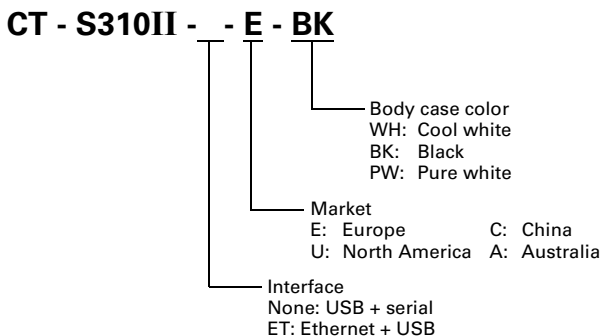 CT - S310II - _ - E - BK
Body case color
WH: Cool white
BK: Black
PW: Pure white
Market
E: Europe C: China
U: North America A: Australia
Interface
None: USB + serial
ET: Ethernet + USB